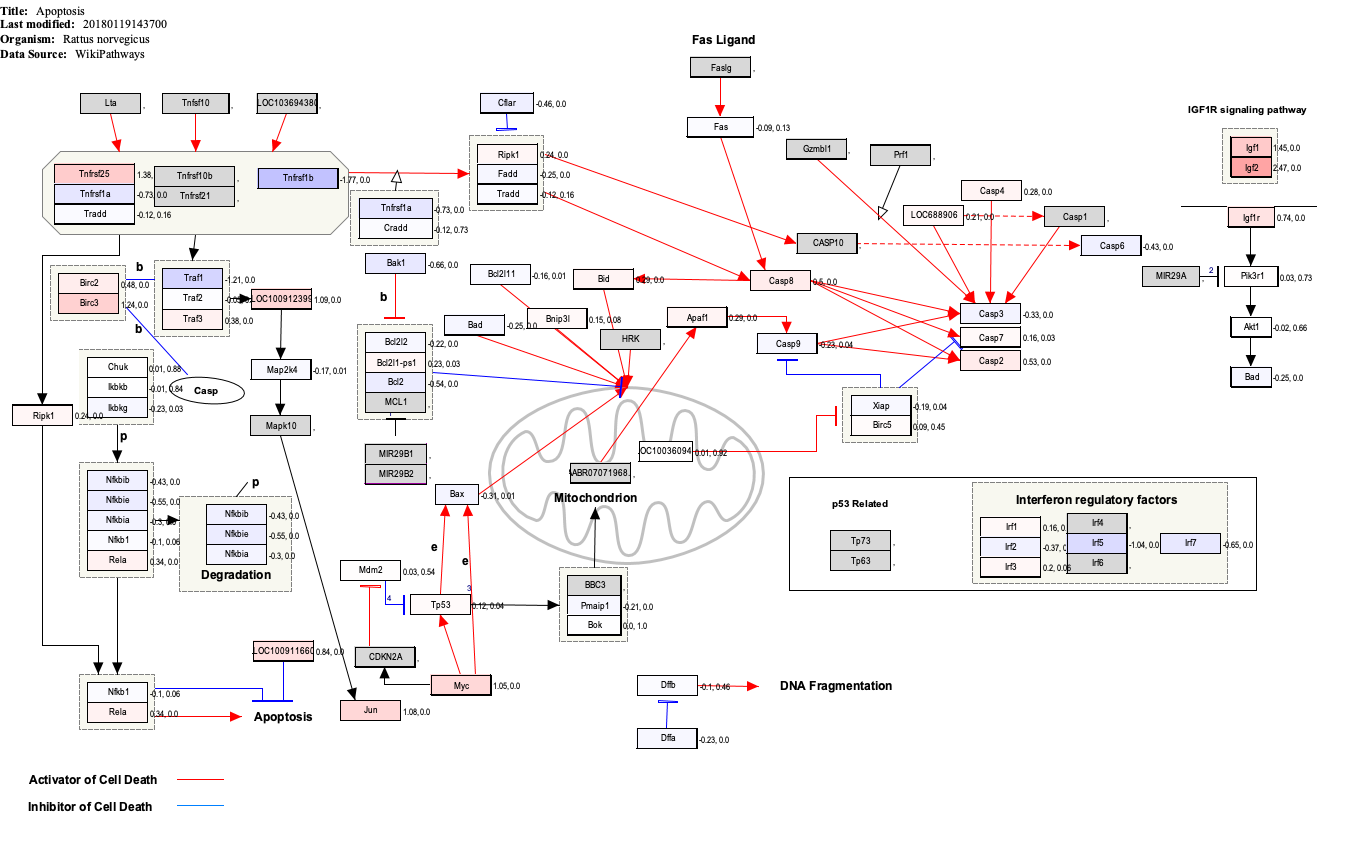 Title: Apoptosis
Last modified: 20180119143700
Organism: Rattus norvegicus
Data Source: WikiPathways
Fas Ligand
Faslg
Lta
Tnfsf10
LOC103694380
Cflar
-0.46, 0.0
Fas
-0.09, 0.13
IGF1R signaling pathway
Igf1
1.45, 0.0
Igf2
2.47, 0.0
Gzmbl1
Prf1
Ripk1
0.24, 0.0
Fadd
-0.25, 0.0
Tradd
-0.12, 0.16
Tnfrsf25
1.38,
Tnfrsf1a
-0.73, 0.0
Tradd
-0.12, 0.16
Tnfrsf10b
Tnfrsf21
Tnfrsf1b
-1.77, 0.0
Tnfrsf1a
-0.73, 0.0
Cradd
-0.12, 0.73
Casp4
0.28, 0.0
LOC688906
0.21, 0.0
Casp1
CASP10
Casp6
-0.43, 0.0
Igf1r
0.74, 0.0
MIR29A
2
Pik3r1
0.03, 0.73
Akt1
-0.02, 0.66
Bad
-0.25, 0.0
b
Birc2
0.48, 0.0
Birc3
1.24, 0.0
b
Traf1
-1.21, 0.0
Traf2
Traf3
0.38, 0.0
LOC100912399
1.09, 0.0
Bak1
-0.66, 0.0
b
Bcl2l11
-0.16, 0.01
Bid
Casp8
-0.6, 0.0
Bad
-0.25, 0.0
Bnip3l
0.15, 0.08
HRK
Apaf1
0.29, 0.0
Casp9
-0.23, 0.04
Casp3
-0.33, 0.0
Casp7
0.16, 0.03
Casp2
0.53, 0.0
Bcl2l2
-0.22, 0.0
Bcl2l1-ps1
0.23, 0.03
Bcl2
-0.54, 0.0
MCL1
Chuk
0.01, 0.88
Ikbkb
-0.01, 0.84
Ikbkg
-0.23, 0.03
Casp
Map2k4
-0.17, 0.01
Ripk1
0.24, 0.0
Mapk10
p
Xiap
-0.19, 0.04
Birc5
0.09, 0.45
MIR29B1
MIR29B2
OC10036094
0.01, 0.92
ABR07071968.
Mitochondrion
Bax
-0.31, 0.01
Nfkbib
-0.43, 0.0
Nfkbie
-0.55, 0.0
Nfkbia
Nfkb1
-0.1, 0.06
Rela
0.34, 0.0
p
Nfkbib
-0.43, 0.0
Nfkbie
-0.55, 0.0
Nfkbia
-0.3, 0.0
Degradation
p53 Related
Tp73
Tp63
Interferon regulatory factors
Irf1
0.16, 0.
Irf2
-0.37, 0.
Irf3
0.2, 0.06
Irf4
Irf5
-1.04, 0.0
Irf6
Irf7
-0.65, 0.0
e
e
Mdm2
0.03, 0.54
4
Tp53
3
0.12, 0.04
BBC3
Pmaip1
-0.21, 0.0
Bok
0.0, 1.0
LOC100911660
0.84, 0.0
CDKN2A
Myc
1.05, 0.0
Jun
1.08, 0.0
Nfkb1
-0.1, 0.06
Rela
0.34, 0.0
Apoptosis
Dffb
-0.1, 0.46
DNA Fragmentation
Dffa
-0.23, 0.0
Activator of Cell Death
Inhibitor of Cell Death